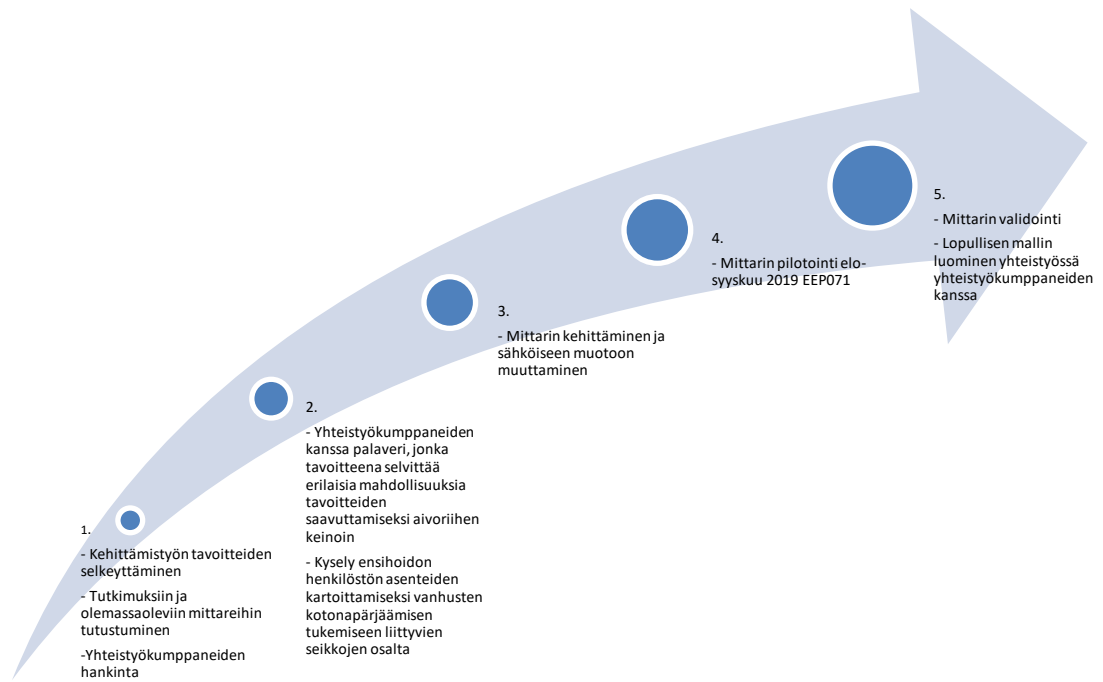 1.
- Kehittämistyön tavoitteiden
selkeyttäminen
- Tutkimuksiin ja
olemassaoleviin mittareihin
tutustuminen
-Yhteistyökumppaneiden
hankinta
2.
- Yhteistyökumppaneiden
kanssa palaveri, jonka
tavoitteena selvittää
erilaisia mahdollisuuksia
tavoitteiden
saavuttamiseksi aivoriihen
keinoin
- Kysely ensihoidon
henkilöstön asenteiden
kartoittamiseksi vanhusten
kotonapärjäämisen
tukemiseen liittyvien
seikkojen osalta
3.
- Mittarin kehittäminen ja
sähköiseen muotoon
muuttaminen
4.
- Mittarin pilotointi elo-
syyskuu 2019 EEP071
5.
- Mittarin validointi
- Lopullisen mallin
luominen yhteistyössä
yhteistyökumppaneiden
kanssa